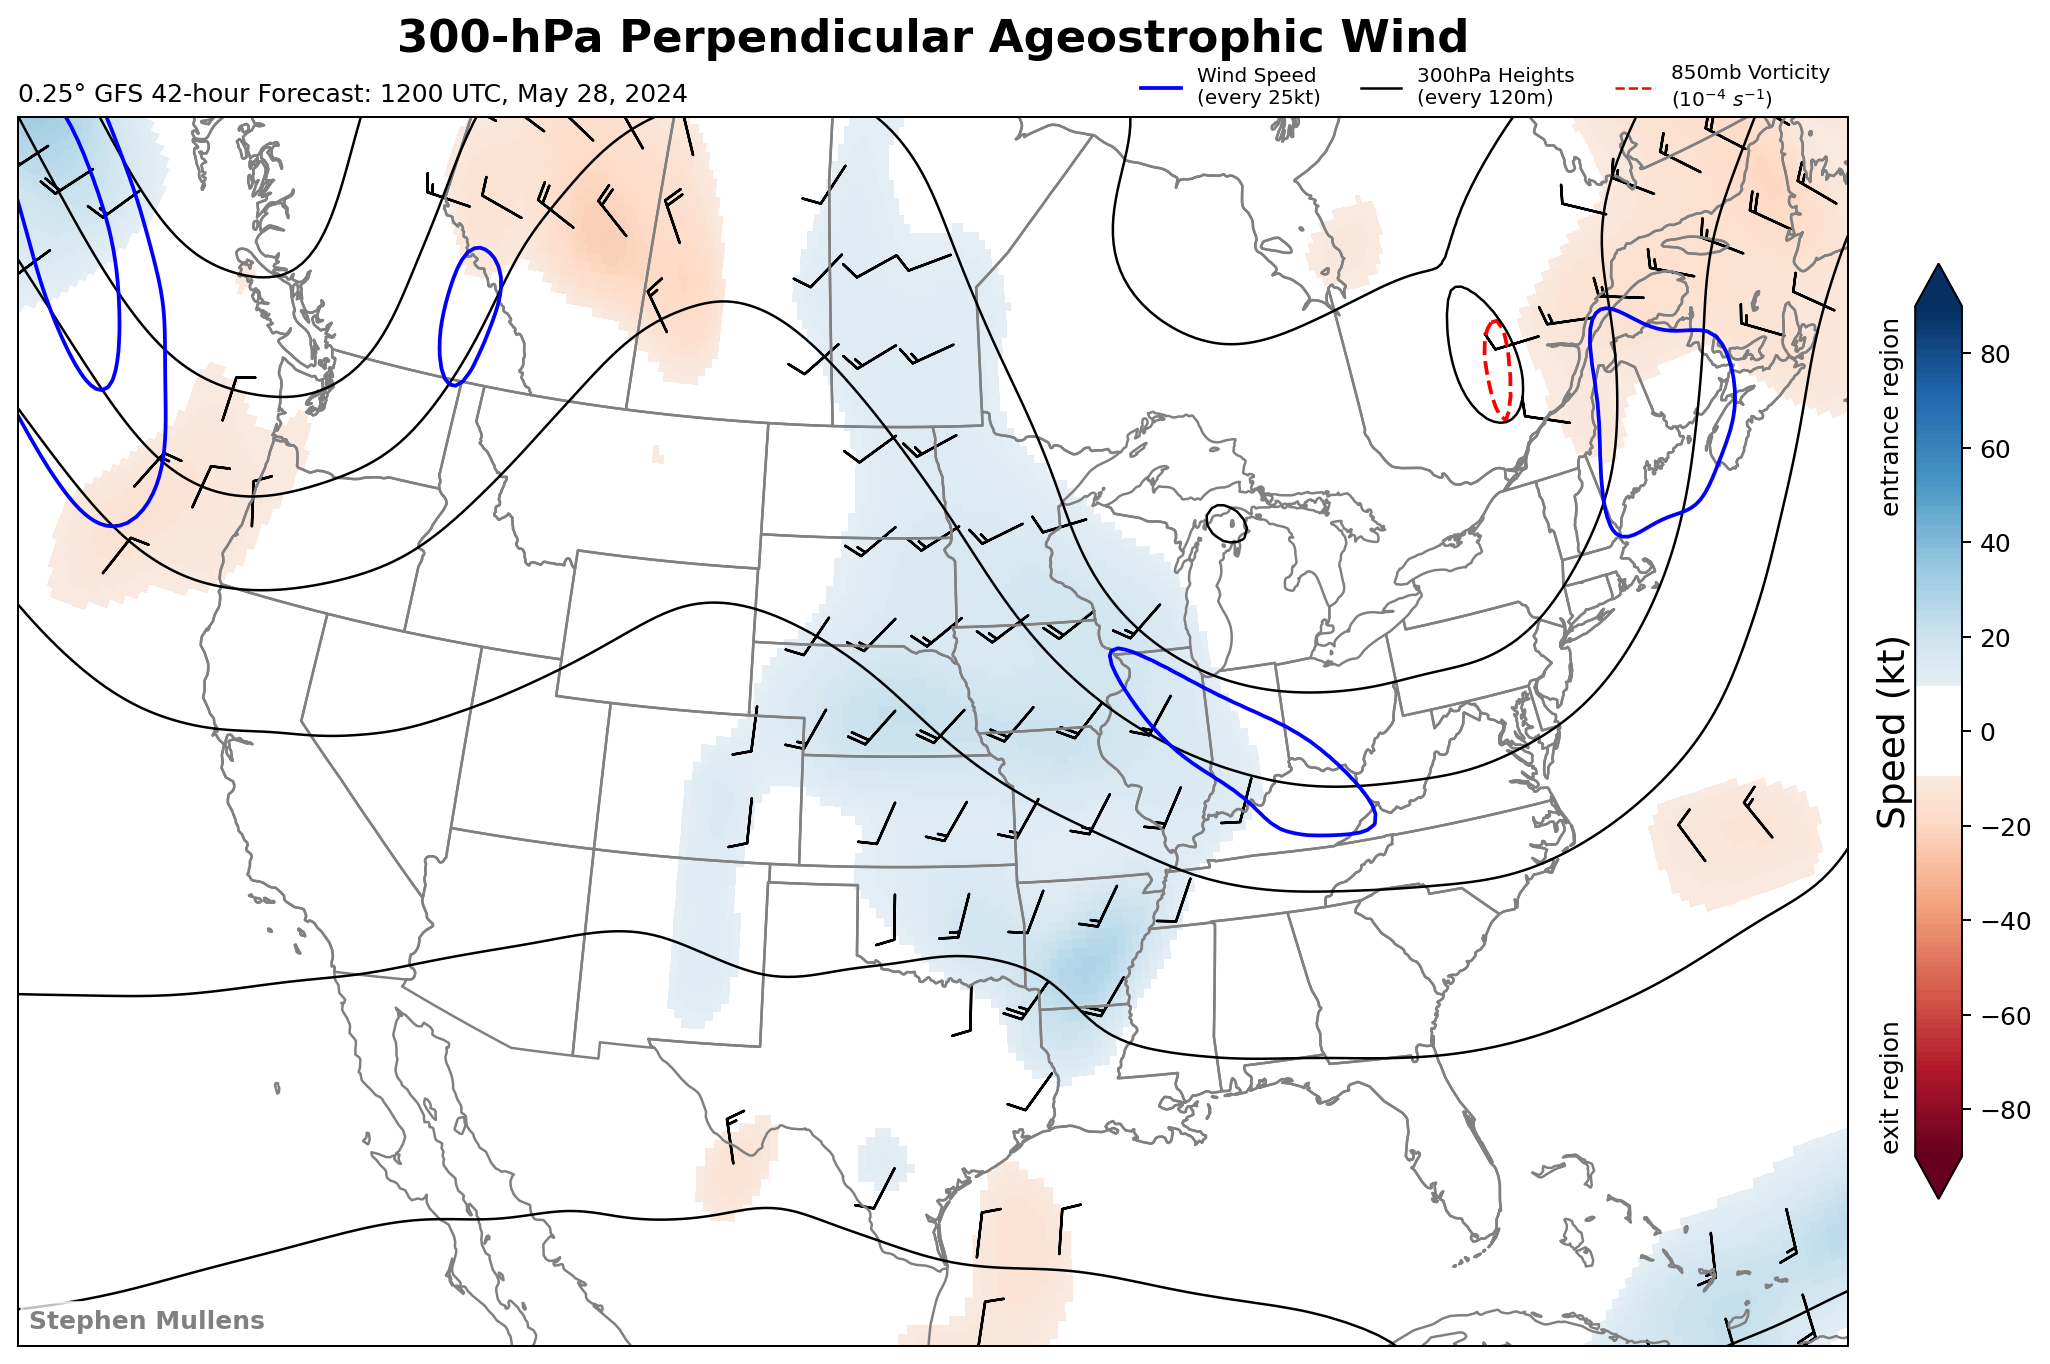 300-hPa Perpendicular Ageostrophic Wind
0.25° GFS 42-hour Forecast: 1200 UTC, May 28, 2024
Wind Speed
(every 25kt)
300hPa Heights
(every 120m)
850mb Vorticity
(10⁻⁴ s⁻¹)
entrance region
Speed (kt)
exit region
80
60
40
20
0
−20
−40
−60
−80
Stephen Mullens